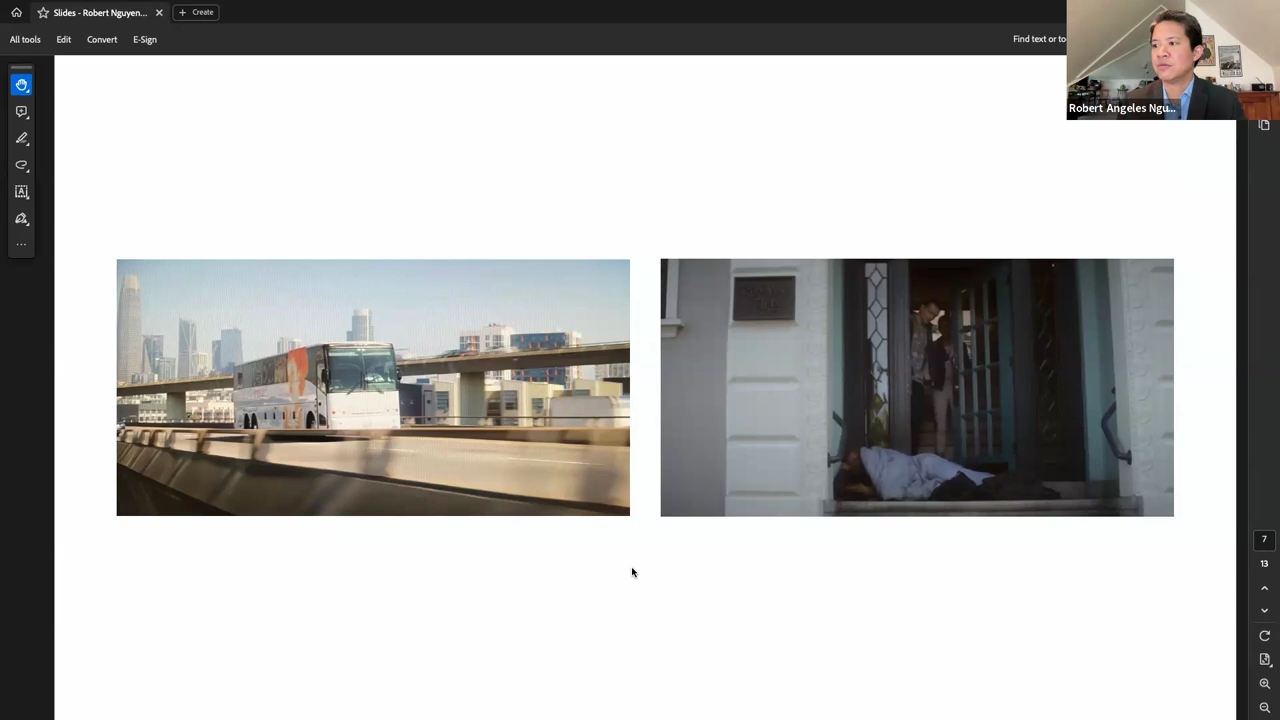 Slides - Robert Nguyen...
Create
All tools
Edit
Convert
E-Sign
Find text or to
Robert Angeles Ngu...
7
13